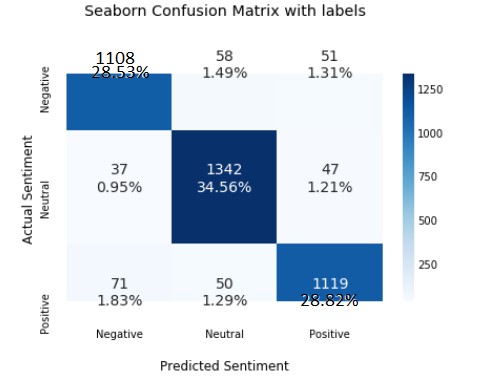 Seaborn Confusion Matrix with labels
1108 58 51
28.53% 1.49% 1.31%
Negative
37 1342 47
0.95% 34.56% 1.21%
Neutral
71 50 1119
1.83% 1.29% 28.82%
Positive
Actual Sentiment
Negative Neutral Positive
Predicted Sentiment
1250
1000
750
500
250